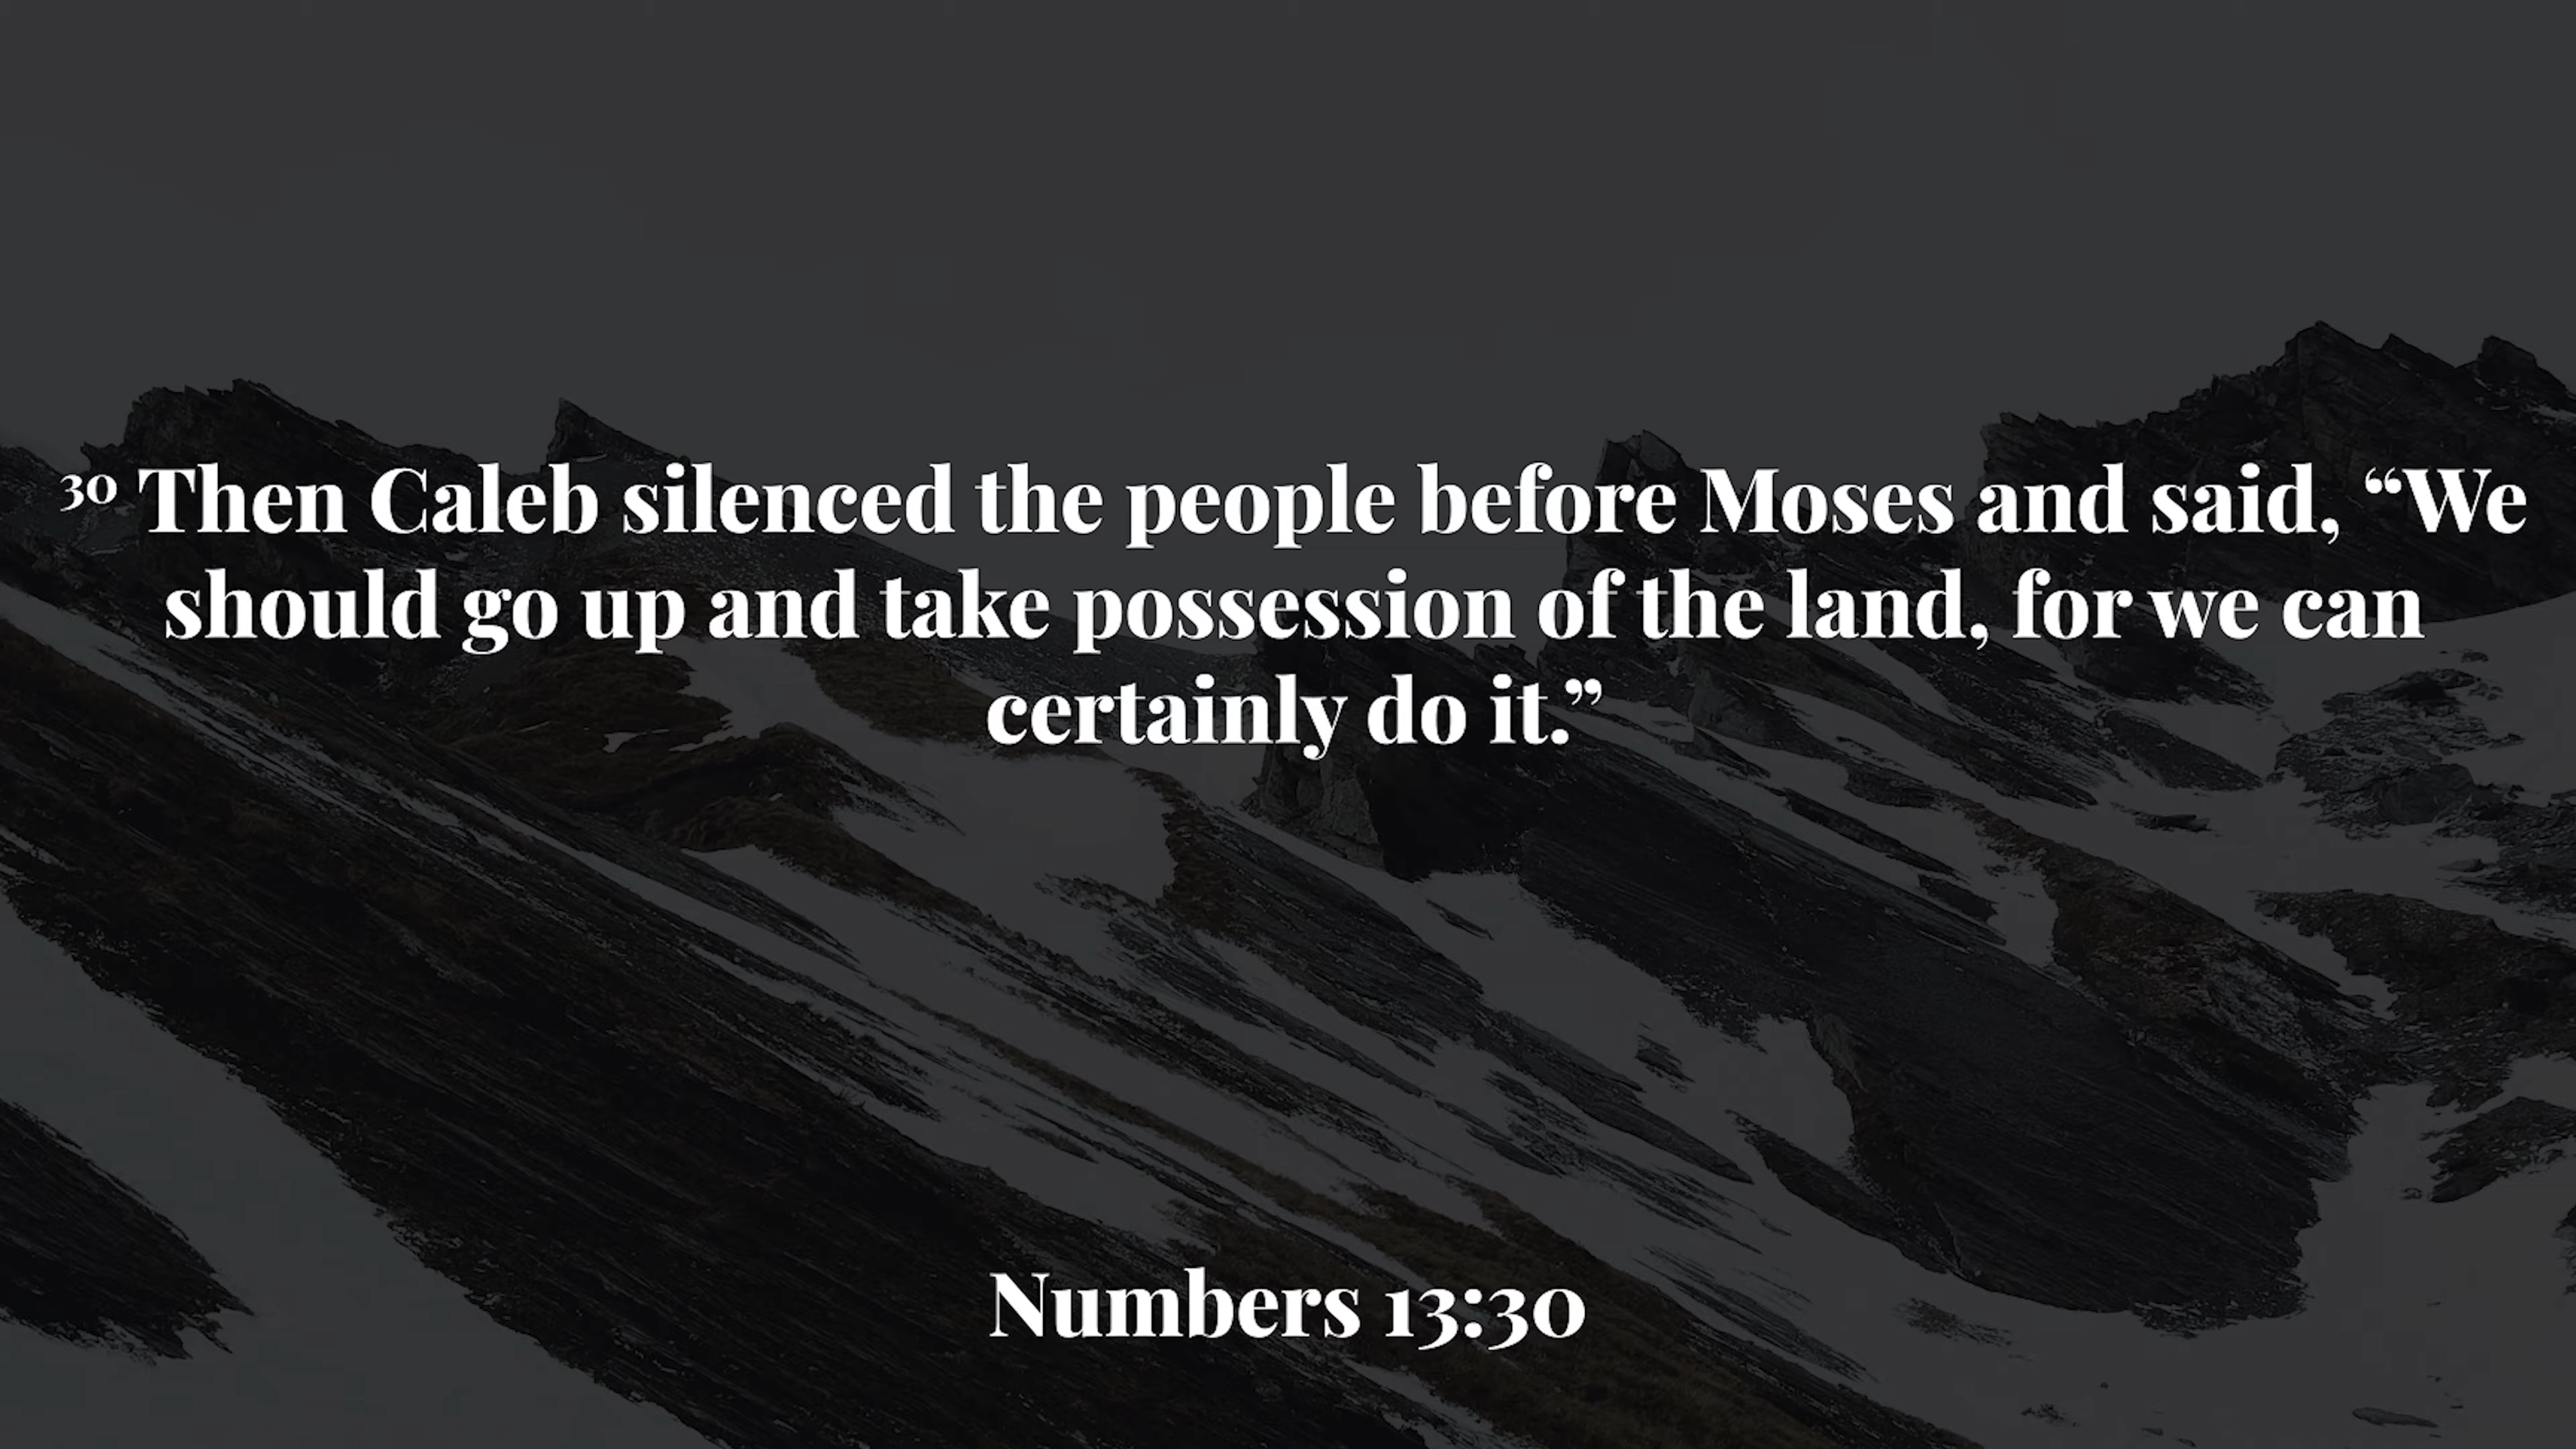 30 Then Caleb silenced the people before Moses and said, “We
should go up and take possession of the land, for we can
certainly do it.”
Numbers 13:30